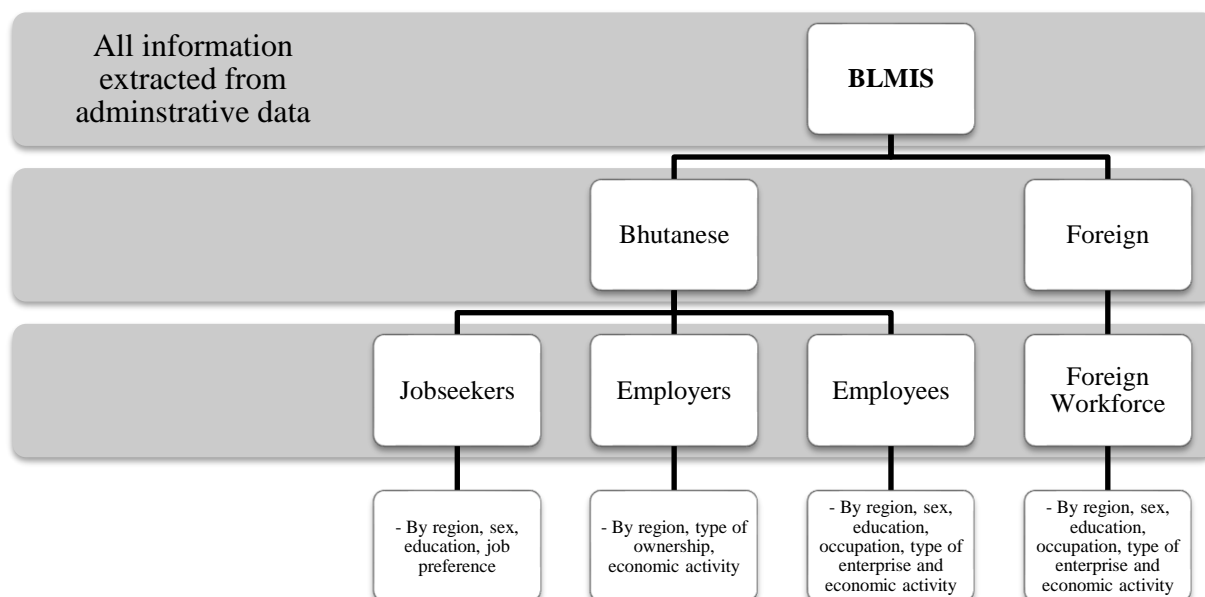 All information
extracted from
adminstrative data
BLMIS
Bhutanese
Foreign
Jobseekers
Employers
Employees
Foreign
Workforce
- By region, sex,
education, job
preference
- By region, type of
ownership,
economic activity
- By region, sex,
education,
occupation, type of
enterprise and
economic activity
- By region, sex,
education,
occupation, type of
enterprise and
economic activity